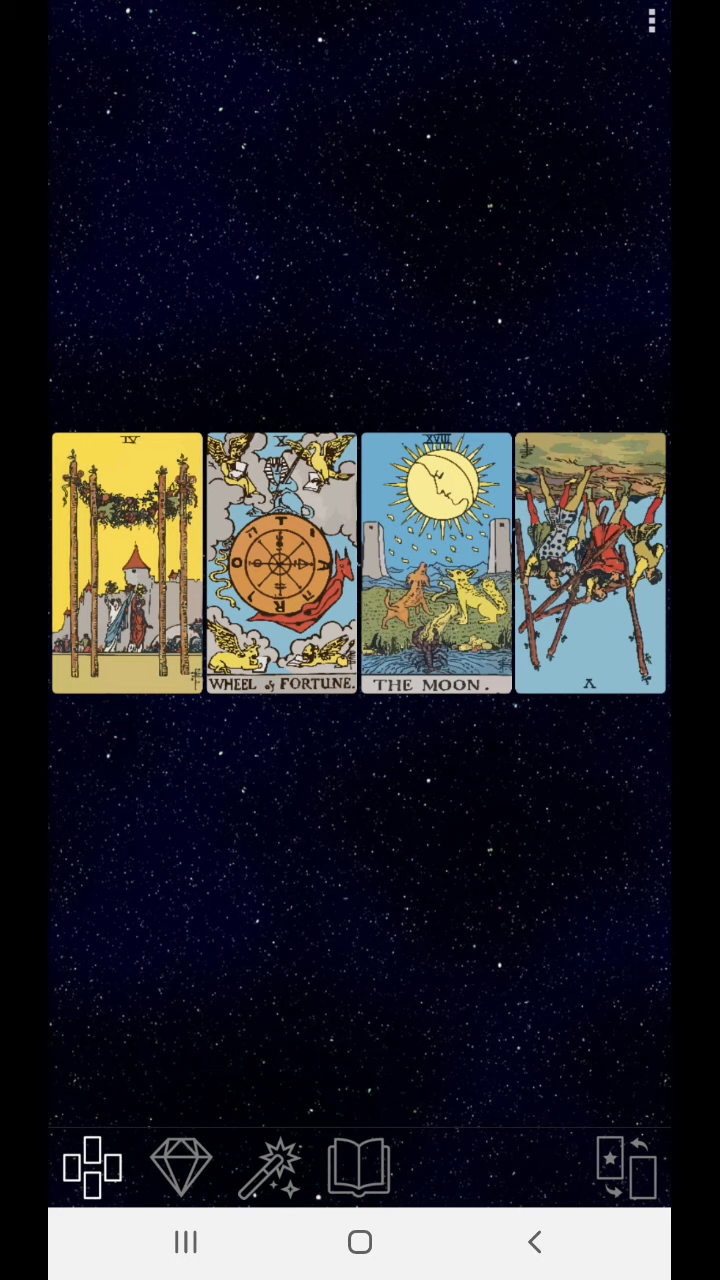 IV
X
XVIII
V
T
A
R
O
WHEEL of FORTUNE.
THE MOON.